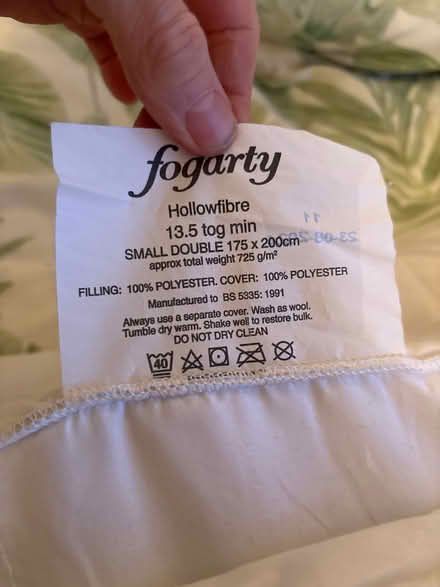 fogarty
Hollowfibre
13.5 tog min
SMALL DOUBLE 175 x 200cm
approx total weight 725 g/m²
FILLING: 100% POLYESTER. COVER: 100% POLYESTER
Manufactured to BS 5335: 1991
Always use a separate cover. Wash as wool.
Tumble dry warm. Shake well to restore bulk.
DO NOT DRY CLEAN
40